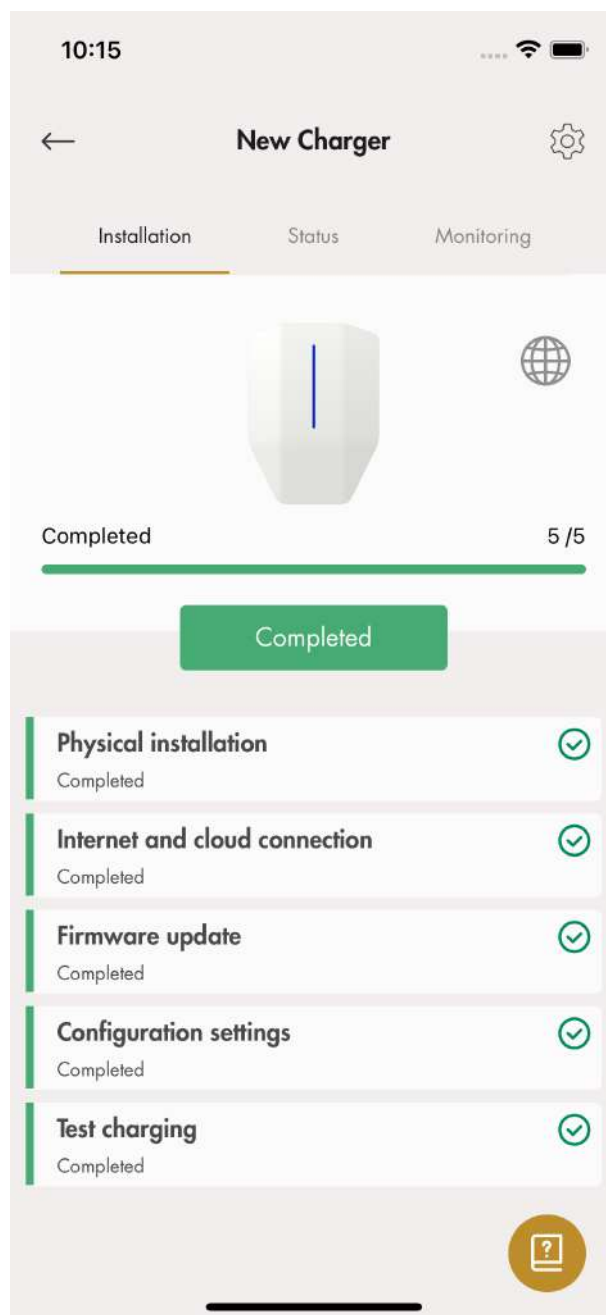 10:15
New Charger
Installation Status Monitoring
Completed 5 /5
Completed
Physical installation
Completed
Internet and cloud connection
Completed
Firmware update
Completed
Configuration settings
Completed
Test charging
Completed
?